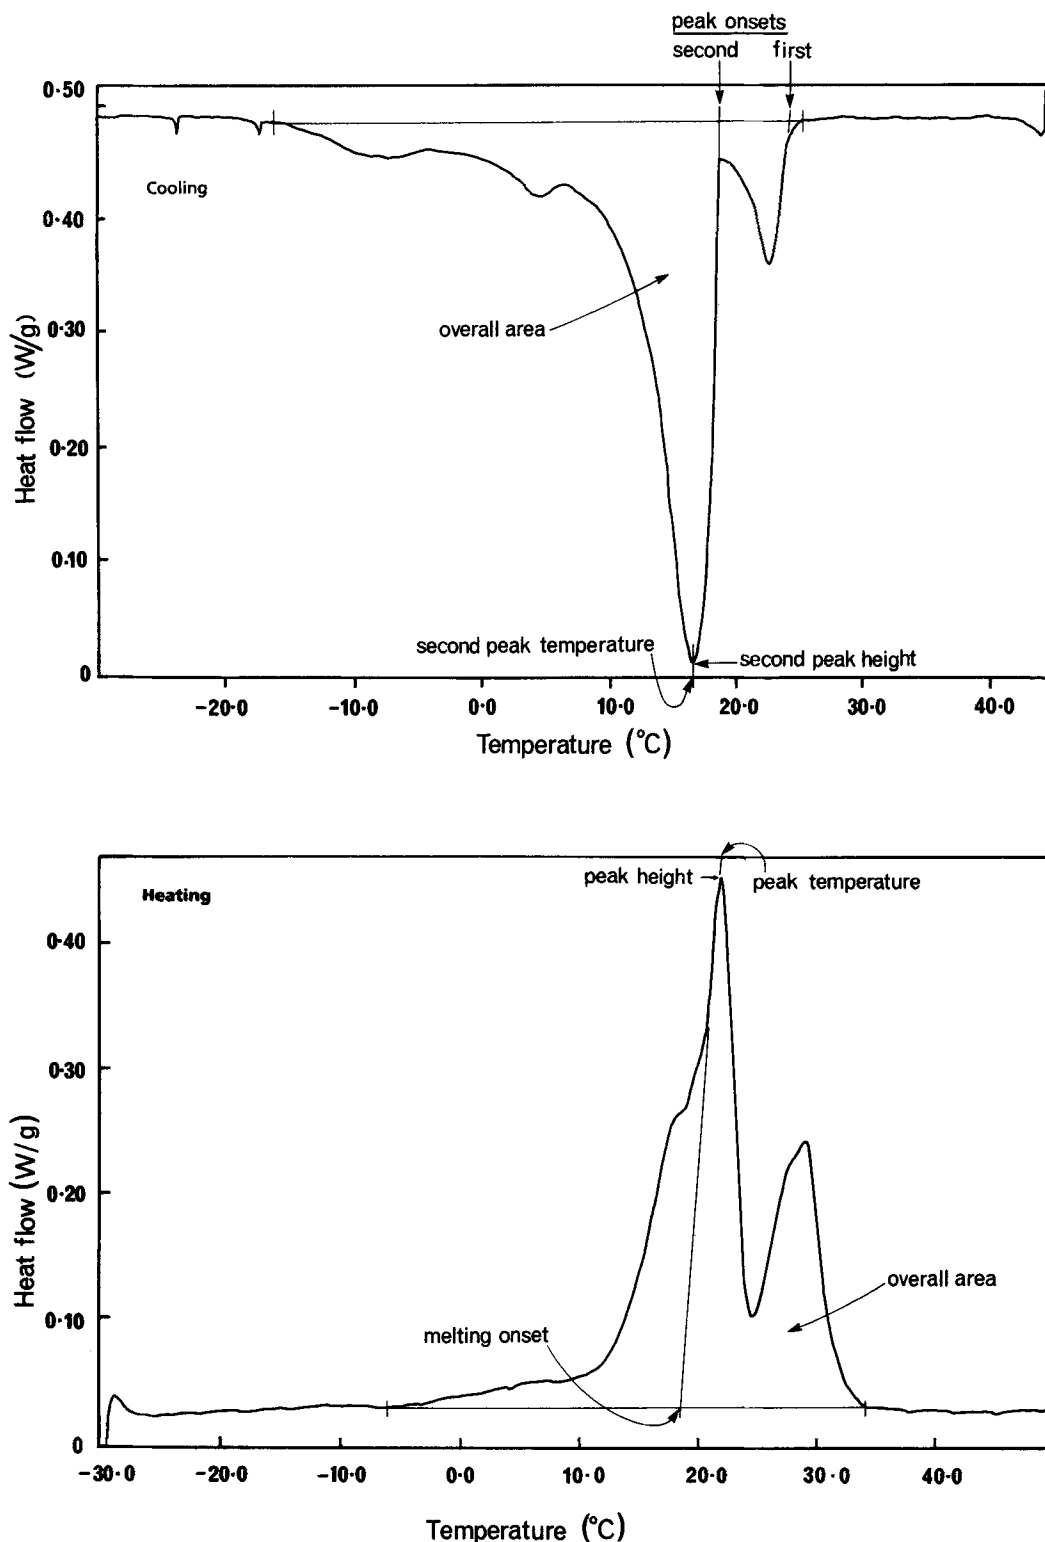 peak onsets
second first
0·50
Cooling
0·40
overall area
0·30
Heat flow (W/g)
0·20
0·10
second peak temperature
second peak height
0
-20·0 -10·0 0·0 10·0 20·0 30·0 40·0
Temperature (°C)
peak height
peak temperature
Heating
0·40
0·30
Heat flow (W/g)
0·20
overall area
0·10
melting onset
0
-30·0 -20·0 -10·0 0·0 10·0 20·0 30·0 40·0
Temperature (°C)